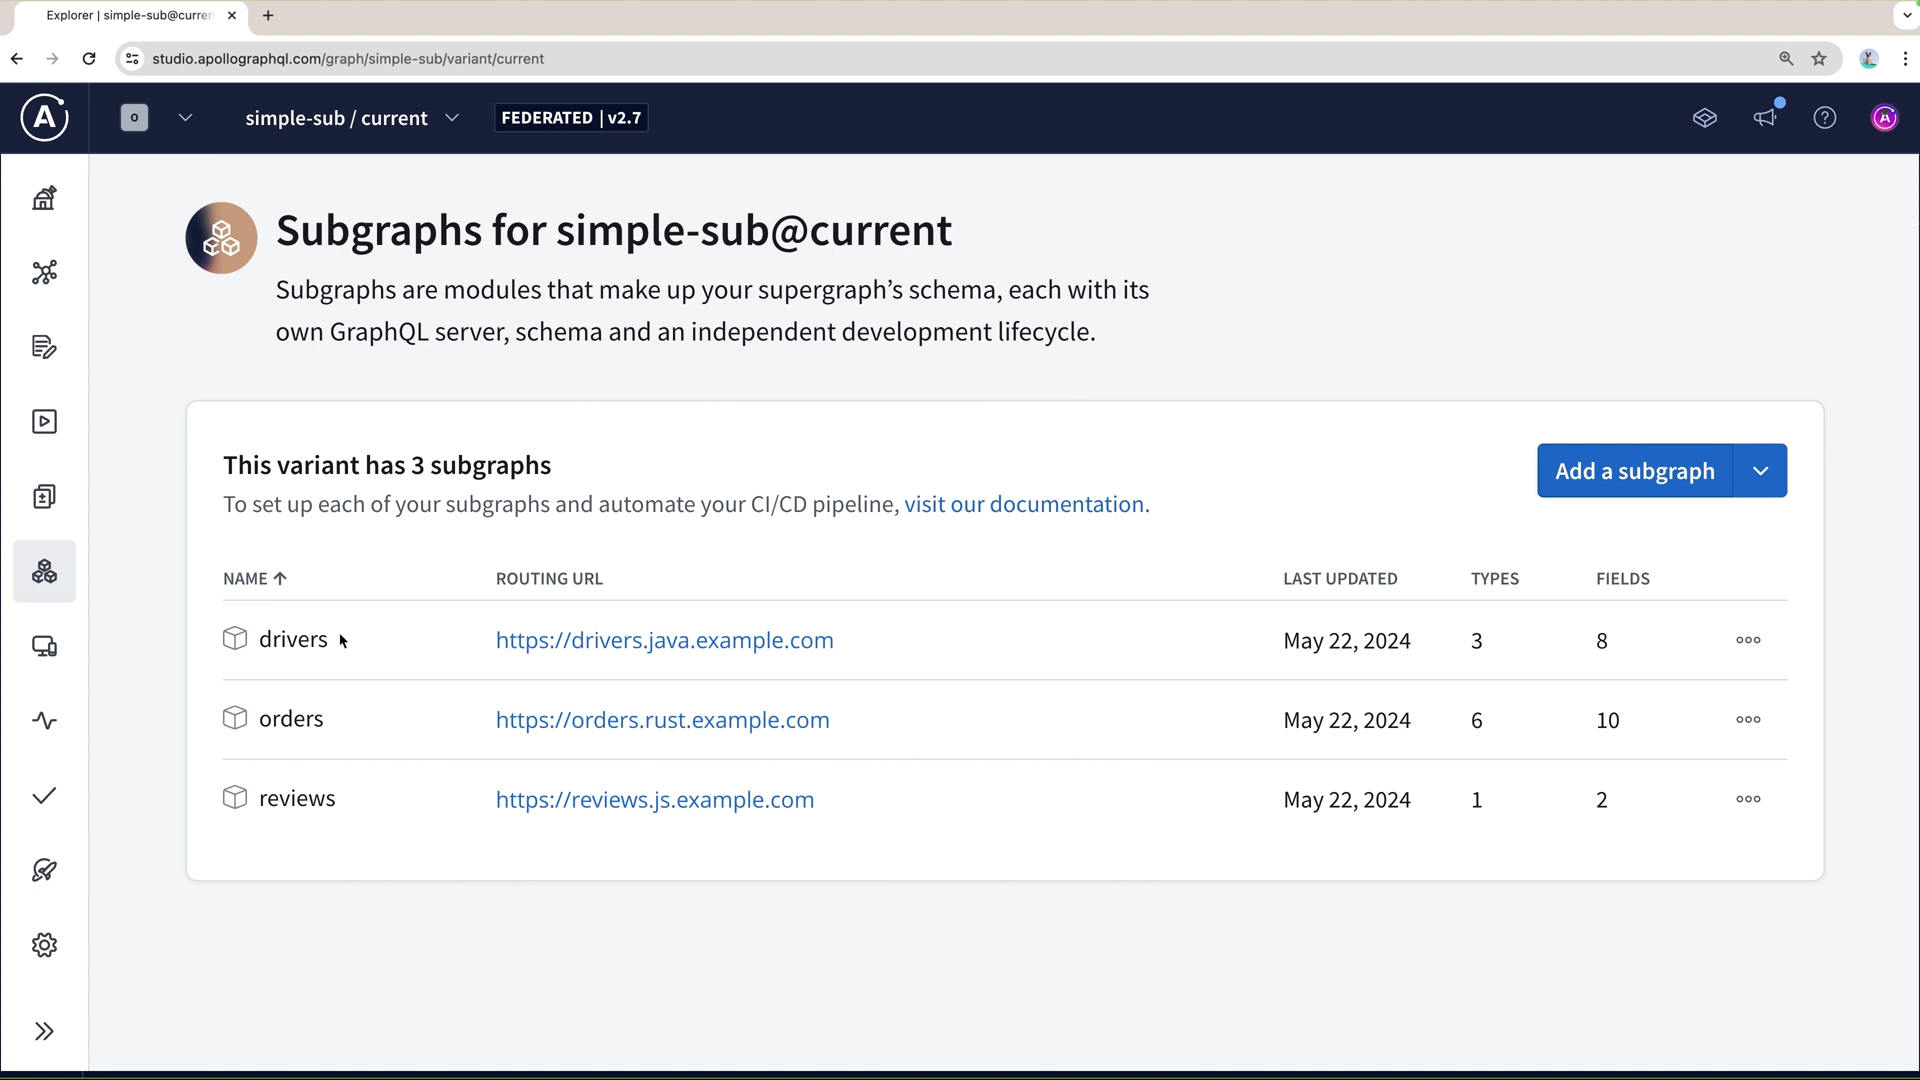 Explorer | simple-sub@curren
studio.apollographql.com/graph/simple-sub/variant/current
O
simple-sub / current
FEDERATED | v2.7
Subgraphs for simple-sub@current
Subgraphs are modules that make up your supergraph’s schema, each with its
own GraphQL server, schema and an independent development lifecycle.
This variant has 3 subgraphs
Add a subgraph
To set up each of your subgraphs and automate your CI/CD pipeline, visit our documentation.
NAME ROUTING URL LAST UPDATED TYPES FIELDS
drivers https://drivers.java.example.com May 22, 2024 3 8
orders https://orders.rust.example.com May 22, 2024 6 10
reviews https://reviews.js.example.com May 22, 2024 1 2